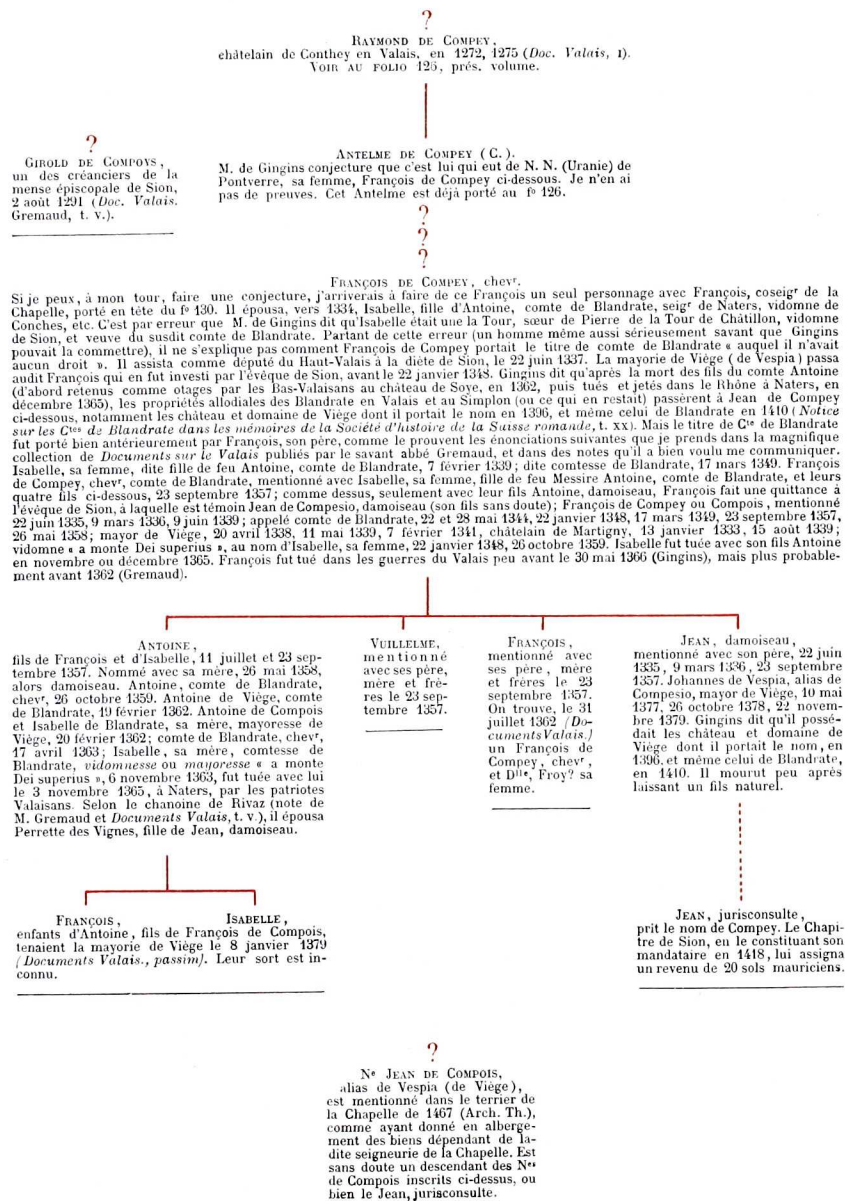 ?
RAYMOND DE COMPEY,
châtelain de Conthey en Valais, en 1272, 1275 (Doc. Valais, I).
VOIR AU FOLIO 126, prés. volume.
?
GIROLD DE COMPOYS,
un des créanciers de la
mense épiscopale de Sion,
2 août 1291 (Doc. Valais.
Gremaud, t. v.).
ANTELME DE COMPEY (C.).
M. de Gingins conjecture que c'est lui qui eut de N. N. (Uranie) de
Pontverre, sa femme, François de Compey ci-dessous. Je n'en ai
pas de preuves. Cet Antelme est déjà porté au fº 126.
?
?
?
FRANÇOIS DE COMPEY, chevr.
Si je peux, à mon tour, faire une conjecture, j'arriverais à faire de ce François un seul personnage avec François, coseigr de la
Chapelle, porté en tête du fº 130. Il épousa, vers 1334, Isabelle, fille d'Antoine, comte de Blandrate, seigr de Naters, vidomne de
Conches, etc. C'est par erreur que M. de Gingins dit qu'Isabelle était une la Tour, sœur de Pierre de la Tour de Châtillon, vidomne
de Sion, et veuve du susdit comte de Blandrate. Partant de cette erreur (un homme même aussi sérieusement savant que Gingins
pouvait la commettre), il ne s'explique pas comment François de Compey portait le titre de comte de Blandrate « auquel il n'avait
aucun droit ». Il assista comme député du Haut-Valais à la diète de Sion, le 22 juin 1337. La mayorie de Viège (de Vespia) passa
audit François qui en fut investi par l'évêque de Sion, avant le 22 janvier 1348. Gingins dit qu'après la mort des fils du comte Antoine
(d'abord retenus comme otages par les Bas-Valaisans au château de Soye, en 1362, puis tués et jetés dans le Rhône à Naters, en
décembre 1365), les propriétés allodiales des Blandrate en Valais et au Simplon (ou ce qui en restait) passèrent à Jean de Compey
ci-dessous, notamment les château et domaine de Viège dont il portait le nom en 1396, et même celui de Blandrate en 1410 (Notice
sur les Ctes de Blandrate dans les mémoires de la Société d'histoire de la Suisse romande, t. xx). Mais le titre de Cte de Blandrate
fut porté bien antérieurement par François, son père, comme le prouvent les énonciations suivantes que je prends dans la magnifique
collection de Documents sur le Valais publiés par le savant abbé Gremaud, et dans des notes qu'il a bien voulu me communiquer.
Isabelle, sa femme, dite fille de feu Antoine, comte de Blandrate, 7 février 1339 ; dite comtesse de Blandrate, 17 mars 1349. François
de Compey, chevr, comte de Blandrate, mentionné avec Isabelle, sa femme, fille de feu Messire Antoine, comte de Blandrate, et leurs
quatre fils ci-dessous, 23 septembre 1357 ; comme dessus, seulement avec leur fils Antoine, damoiseau, François fait une quittance à
l'évêque de Sion, à laquelle est témoin Jean de Compesio, damoiseau (son fils sans doute) ; François de Compey ou Compois, mentionné
22 juin 1335, 9 mars 1336, 9 juin 1339 ; appelé comte de Blandrate, 22 et 28 mai 1344, 22 janvier 1348, 17 mars 1349, 23 septembre 1357,
26 mai 1358 ; mayor de Viège, 20 avril 1338, 11 mai 1339, 7 février 1341, châtelain de Martigny, 13 janvier 1333, 15 août 1339 ;
vidomne « a monte Dei superius », au nom d'Isabelle, sa femme, 22 janvier 1348, 26 octobre 1359. Isabelle fut tuée avec son fils Antoine
en novembre ou décembre 1365. François fut tué dans les guerres du Valais peu avant le 30 mai 1366 (Gingins), mais plus probable-
ment avant 1362 (Gremaud).
ANTOINE,
fils de François et d'Isabelle, 11 juillet et 23 sep-
tembre 1357. Nommé avec sa mère, 26 mai 1358,
alors damoiseau. Antoine, comte de Blandrate,
chevr, 26 octobre 1359. Antoine de Viège, comte
de Blandrate, 19 février 1362. Antoine de Compois
et Isabelle de Blandrate, sa mère, mayoresse de
Viège, 20 février 1362 ; comte de Blandrate, chevr,
17 avril 1363 ; Isabelle, sa mère, comtesse de
Blandrate, vidomnesse ou mayoresse « a monte
Dei superius », 6 novembre 1363, fut tuée avec lui
le 3 novembre 1365, à Naters, par les patriotes
Valaisans. Selon le chanoine de Rivaz (note de
M. Gremaud et Documents Valais, t. v.), il épousa
Perrette des Vignes, fille de Jean, damoiseau.
VUILLELME,
mentionné
avec ses père,
mère et frè-
res le 23 sep-
tembre 1357.
FRANÇOIS,
mentionné avec
ses père, mère
et frères le 23
septembre 1357.
On trouve, le 31
juillet 1362 (Do-
cuments Valais.)
un François de
Compey, chevr,
et Dlle, Froy? sa
femme.
JEAN, damoiseau,
mentionné avec son père, 22 juin
1335, 9 mars 1336, 23 septembre
1357. Johannes de Vespia, alias de
Compesio, mayor de Viège, 10 mai
1377, 26 octobre 1378, 22 novem-
bre 1379. Gingins dit qu'il possé-
dait les château et domaine de
Viège dont il portait le nom, en
1396, et même celui de Blandrate,
en 1410. Il mourut peu après
laissant un fils naturel.
FRANÇOIS, ISABELLE,
enfants d'Antoine, fils de François de Compois,
tenaient la mayorie de Viège le 8 janvier 1379
(Documents Valais., passim). Leur sort est in-
connu.
JEAN, jurisconsulte,
prit le nom de Compey. Le Chapi-
tre de Sion, en le constituant son
mandataire en 1418, lui assigna
un revenu de 20 sols mauriciens.
?
Ne JEAN DE COMPOIS,
alias de Vespia (de Viège),
est mentionné dans le terrier de
la Chapelle de 1467 (Arch. Th.),
comme ayant donné en alberge-
ment des biens dépendant de la-
dite seigneurie de la Chapelle. Est
sans doute un descendant des Nes
de Compois inscrits ci-dessus, ou
bien le Jean, jurisconsulte.